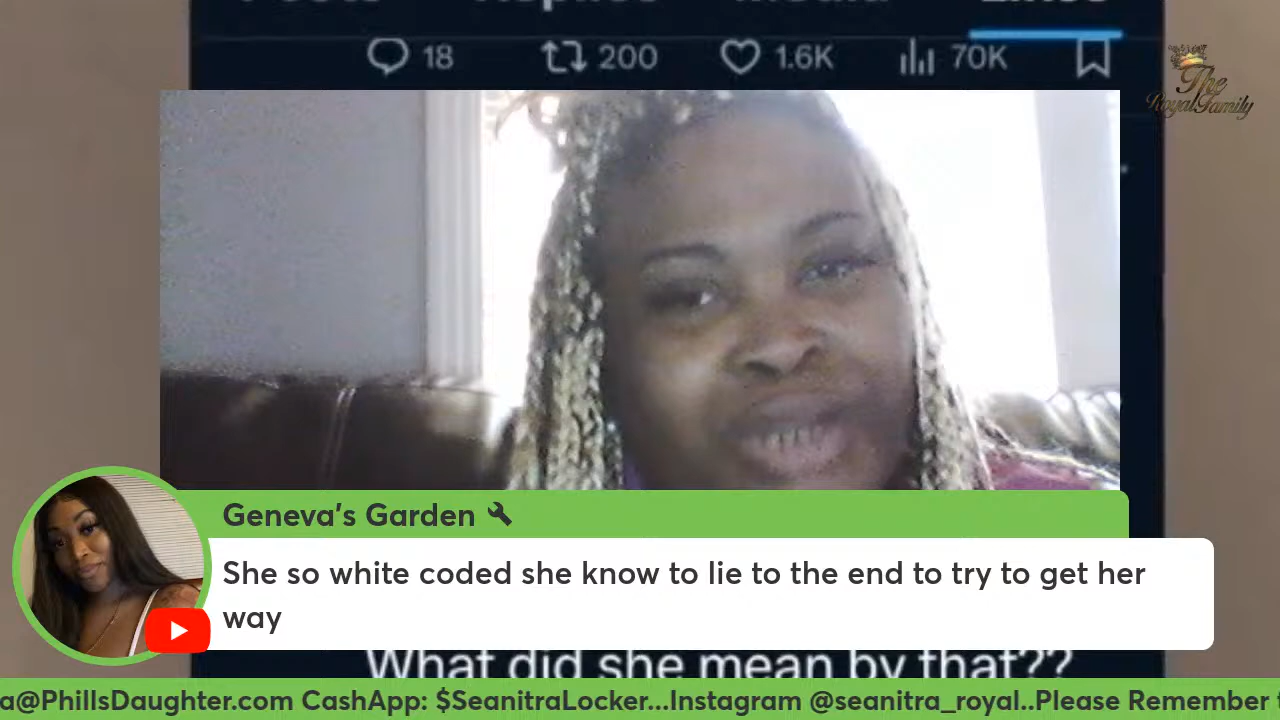 18 200 1.6K 70K
The
Royal Family
Geneva's Garden
She so white coded she know to lie to the end to try to get her
way
What did she mean by that??
a@PhillsDaughter.com CashApp: $SeanitraLocker...Instagram @seanitra_royal..Please Remember